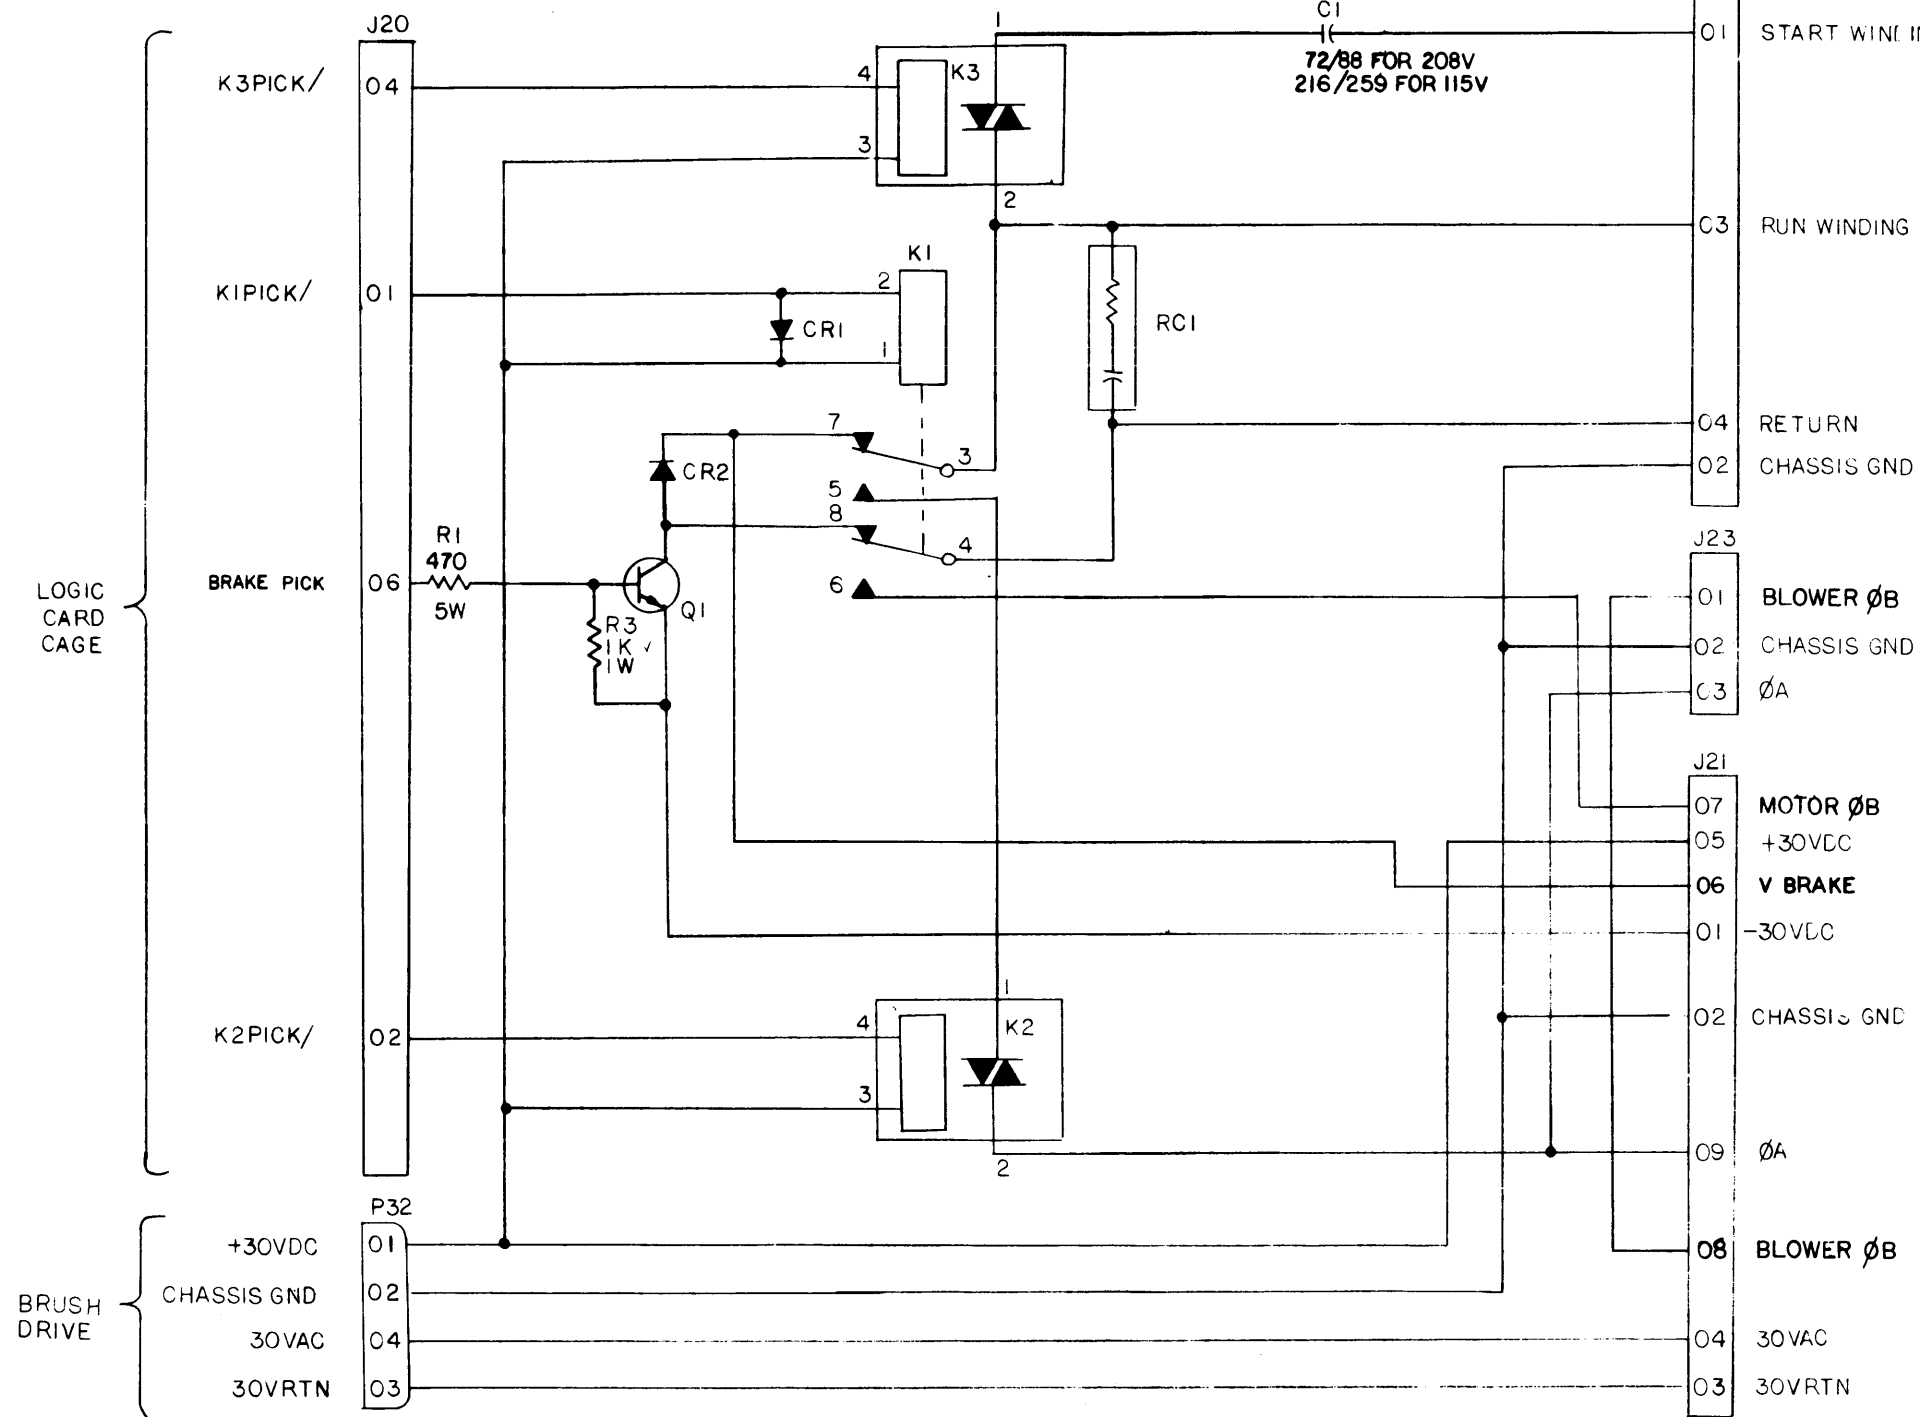 J20
K3PICK/
04
4
K3
3
1
2
C1
72/88 FOR 208V
216/259 FOR 115V
01 START
03 RUN WINDING
K1
K1PICK/
01
2
CR1
1
RC1
7
3
04 RETURN
CR2
02 CHASSIS GND
5
8
4
R1
470
5W
BRAKE PICK
06
Q1
6
R3
1K
1W
LOGIC
CARD
CAGE
J23
01 BLOWER ØB
02 CHASSIS GND
03 ØA
J21
07 MOTOR ØB
05 +30VDC
06 V BRAKE
01 -30VDC
1
K2
K2PICK/
02
4
3
2
02 CHASSIS GND
09 ØA
P32
+30VDC 01
08 BLOWER ØB
CHASSIS GND 02
BRUSH
DRIVE
30VAC 04
04 30VAC
30VRTN 03
03 30VRTN